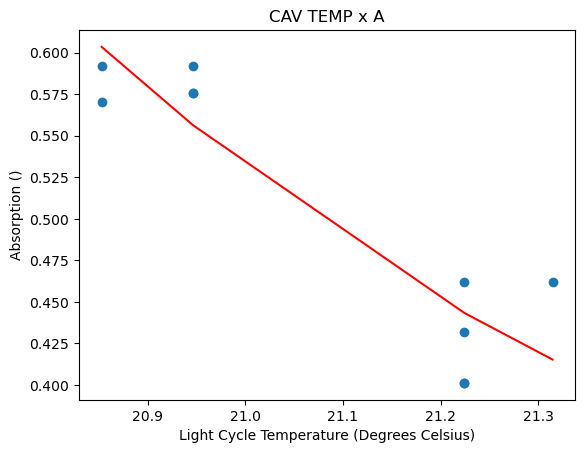 CAV TEMP x A
0.600
0.575
0.550
0.525
0.500
0.475
0.450
0.425
0.400
Absorption ()
20.9 21.0 21.1 21.2 21.3
Light Cycle Temperature (Degrees Celsius)